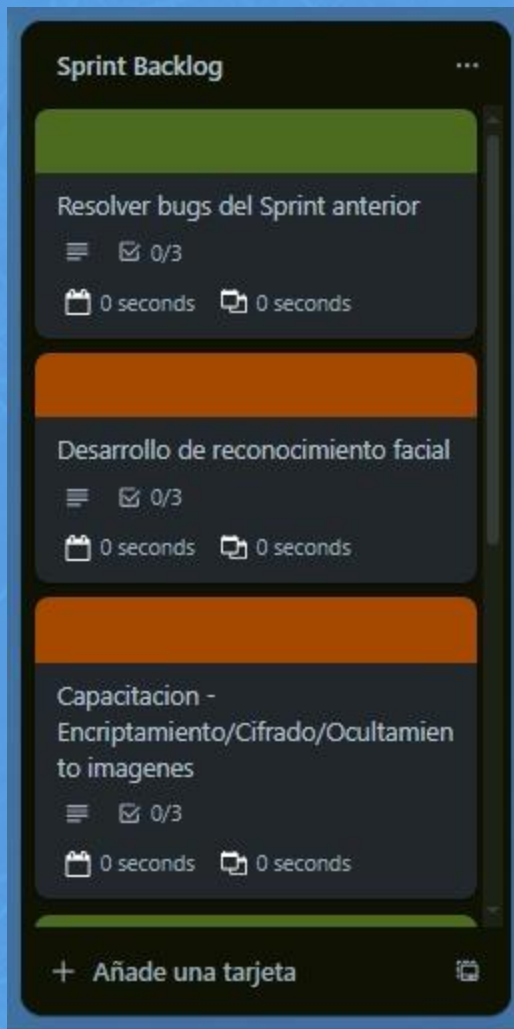 Sprint Backlog
Resolver bugs del Sprint anterior
0/3
0 seconds 0 seconds
Desarrollo de reconocimiento facial
0/3
0 seconds 0 seconds
Capacitacion -
Encriptamiento/Cifrado/Ocultamien
to imagenes
0/3
0 seconds 0 seconds
+ Añade una tarjeta